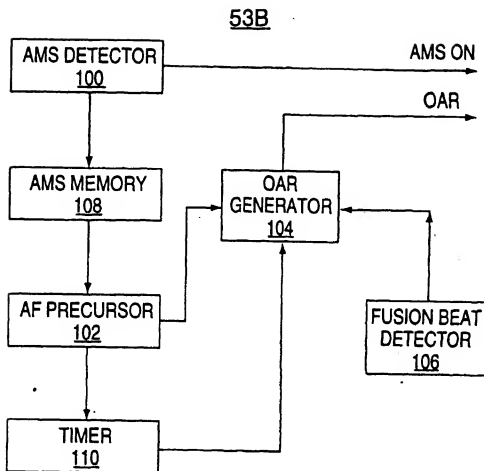 53B
AMS DETECTOR
100
AMS ON
OAR
AMS MEMORY
108
OAR
GENERATOR
104
AF PRECURSOR
102
FUSION BEAT
DETECTOR
106
TIMER
110